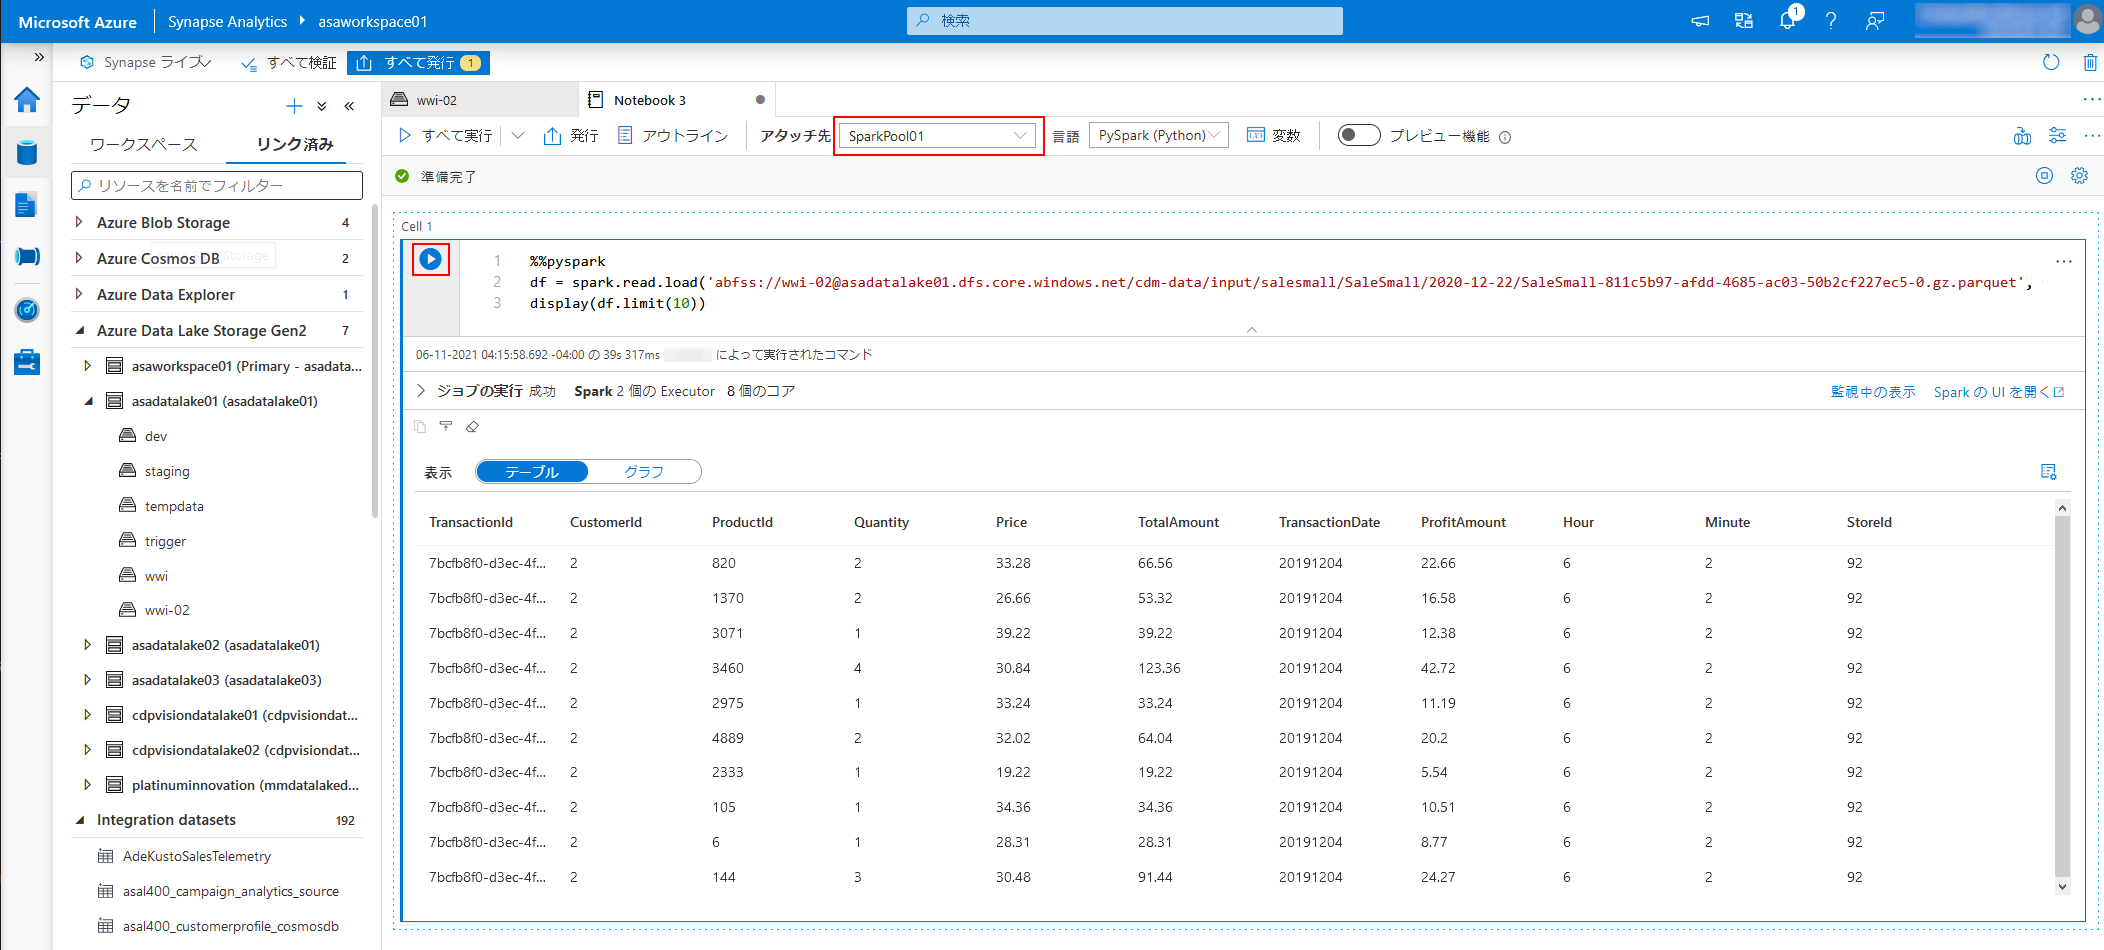 Microsoft Azure Synapse Analytics asaworkspace01 検索 1
Synapse ライブ すべて検証 すべて発行 1
データ
ワークスペース リンク済み
リソースを名前でフィルター
Azure Blob Storage 4
Azure Cosmos DB 2
Storage
Azure Data Explorer 1
Azure Data Lake Storage Gen2 7
asaworkspace01 (Primary - asadata...
asadatalake01 (asadatalake01)
dev
staging
tempdata
trigger
wwi
wwi-02
asadatalake02 (asadatalake01)
asadatalake03 (asadatalake03)
cdpvisiondatalake01 (cdpvisiondat...
cdpvisiondatalake02 (cdpvisiondat...
platinuminnovation (mmdatalaked...
Integration datasets 192
AdeKustoSalesTelemetry
asal400_campaign_analytics_source
asal400_customerprofile_cosmosdb
wwi-02 Notebook 3
すべて実行 発行 アウトライン アタッチ先 SparkPool01 言語 PySpark (Python) 変数 プレビュー機能
準備完了
Cell 1
1 %%pyspark
2 df = spark.read.load('abfss://wwi-02@asadatalake01.dfs.core.windows.net/cdm-data/input/salesmall/SaleSmall/2020-12-22/SaleSmall-811c5b97-afdd-4685-ac03-50b2cf227ec5-0.gz.parquet',
3 display(df.limit(10))
06-11-2021 04:15:58.692 -04:00 の 39s 317ms によって実行されたコマンド
ジョブの実行 成功 Spark 2 個の Executor 8 個のコア 監視中の表示 Spark の UI を開く
表示 テーブル グラフ
TransactionId CustomerId ProductId Quantity Price TotalAmount TransactionDate ProfitAmount Hour Minute StoreId
7bcfb8f0-d3ec-4f... 2 820 2 33.28 66.56 20191204 22.66 6 2 92
7bcfb8f0-d3ec-4f... 2 1370 2 26.66 53.32 20191204 16.58 6 2 92
7bcfb8f0-d3ec-4f... 2 3071 1 39.22 39.22 20191204 12.38 6 2 92
7bcfb8f0-d3ec-4f... 2 3460 4 30.84 123.36 20191204 42.72 6 2 92
7bcfb8f0-d3ec-4f... 2 2975 1 33.24 33.24 20191204 11.19 6 2 92
7bcfb8f0-d3ec-4f... 2 4889 2 32.02 64.04 20191204 20.2 6 2 92
7bcfb8f0-d3ec-4f... 2 2333 1 19.22 19.22 20191204 5.54 6 2 92
7bcfb8f0-d3ec-4f... 2 105 1 34.36 34.36 20191204 10.51 6 2 92
7bcfb8f0-d3ec-4f... 2 6 1 28.31 28.31 20191204 8.77 6 2 92
7bcfb8f0-d3ec-4f... 2 144 3 30.48 91.44 20191204 24.27 6 2 92